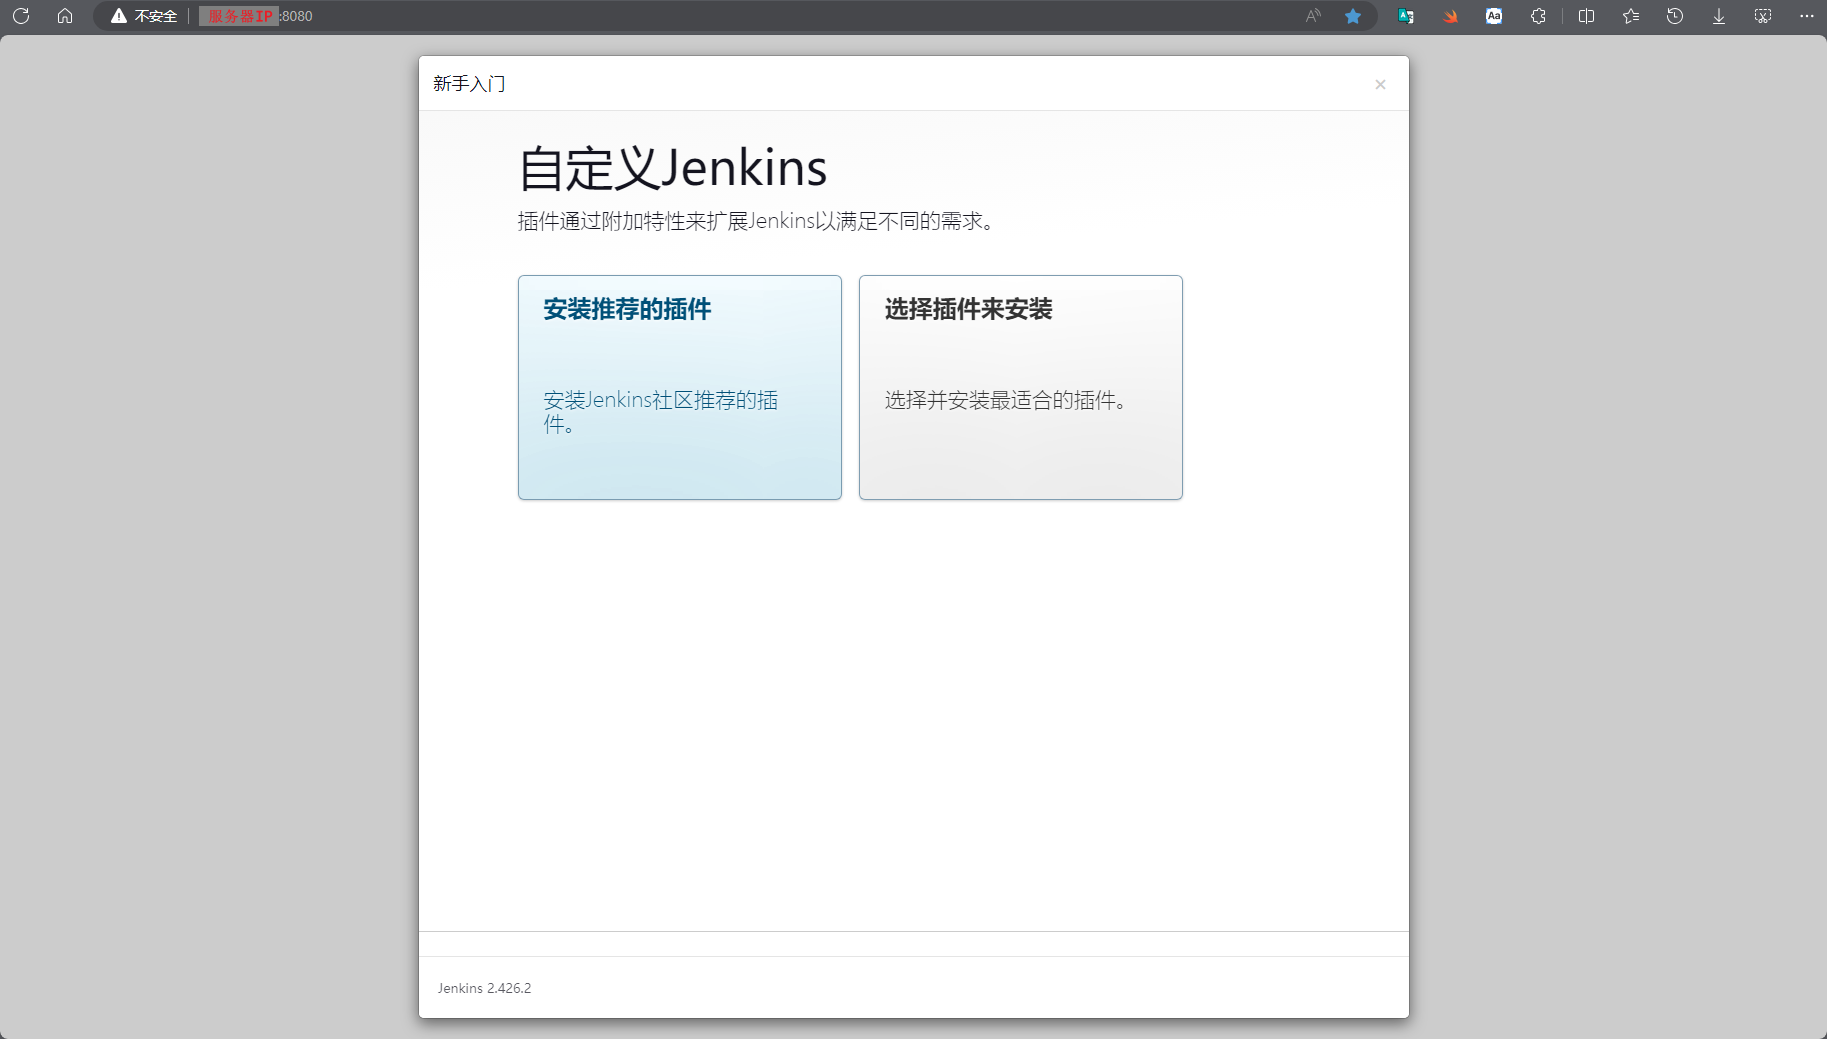 不安全 服务器IP:8080
新手入门
自定义Jenkins
插件通过附加特性来扩展Jenkins以满足不同的需求。
安装推荐的插件
安装Jenkins社区推荐的插
件。
选择插件来安装
选择并安装最适合的插件。
Jenkins 2.426.2